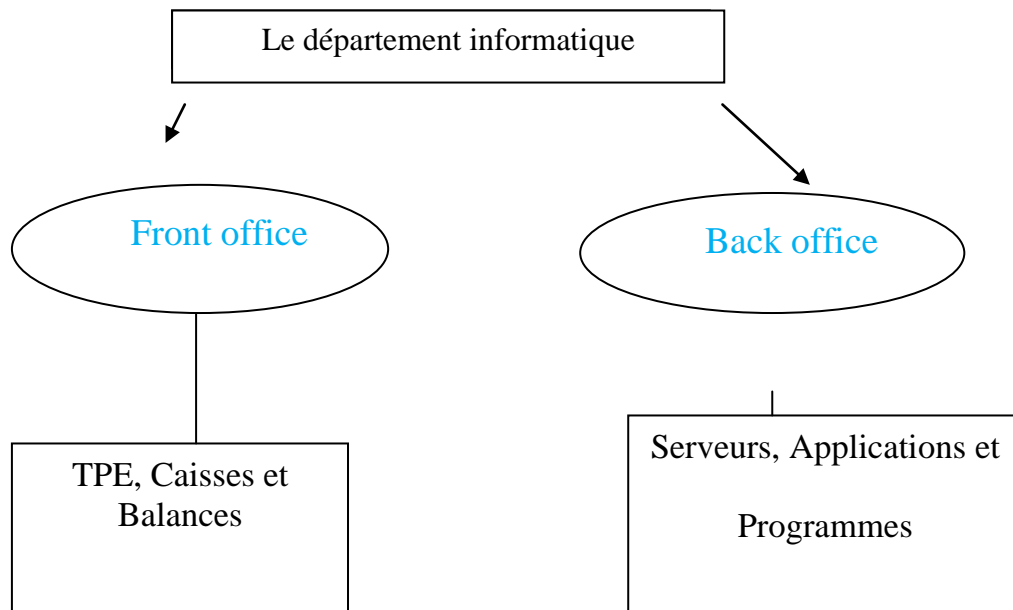 Le département informatique
Front office
Back office
TPE, Caisses et
Balances
Serveurs, Applications et
Programmes